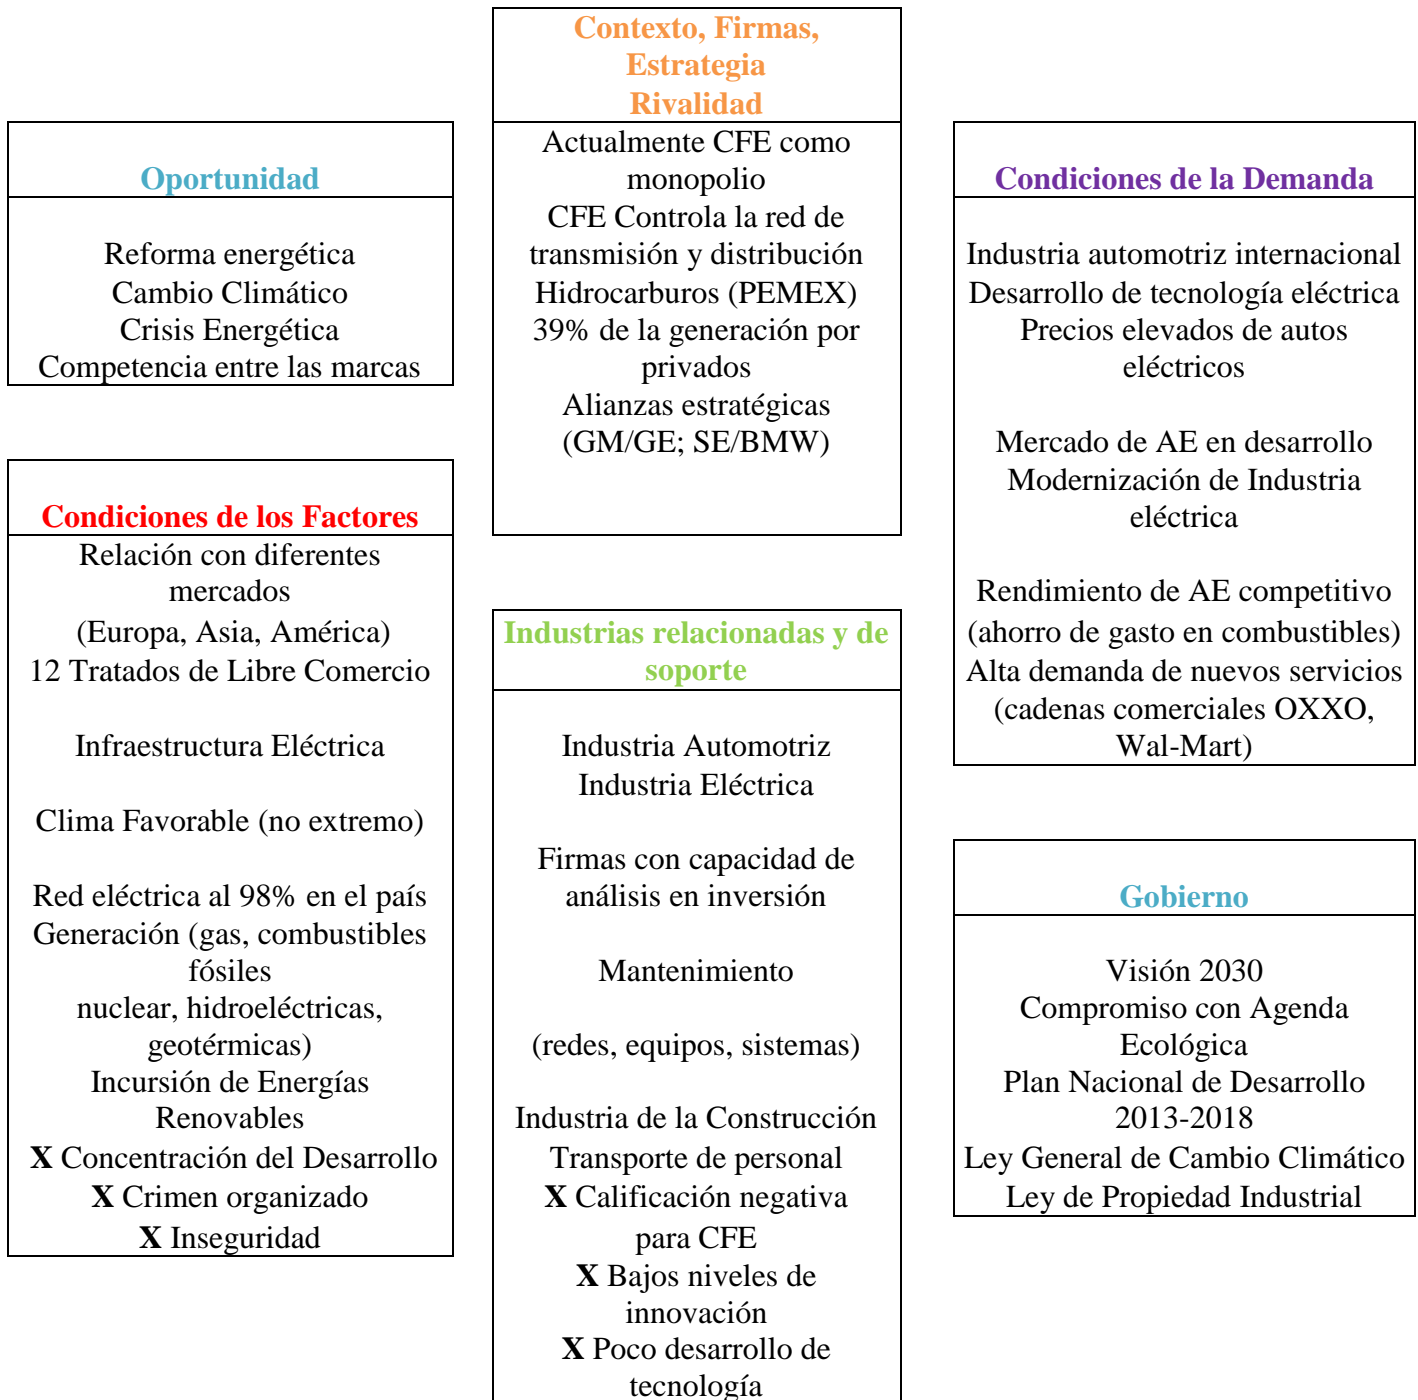 Contexto, Firmas,
Estrategia
Rivalidad
Actualmente CFE como
monopolio
CFE Controla la red de
transmisión y distribución
Hidrocarburos (PEMEX)
39% de la generación por
privados
Alianzas estratégicas
(GM/GE; SE/BMW)
Oportunidad
Reforma energética
Cambio Climático
Crisis Energética
Competencia entre las marcas
Condiciones de la Demanda
Industria automotriz internacional
Desarrollo de tecnología eléctrica
Precios elevados de autos
eléctricos
Mercado de AE en desarrollo
Modernización de Industria
eléctrica
Rendimiento de AE competitivo
(ahorro de gasto en combustibles)
Alta demanda de nuevos servicios
(cadenas comerciales OXXO,
Wal-Mart)
Condiciones de los Factores
Relación con diferentes
mercados
(Europa, Asia, América)
12 Tratados de Libre Comercio
Infraestructura Eléctrica
Clima Favorable (no extremo)
Red eléctrica al 98% en el país
Generación (gas, combustibles
fósiles
nuclear, hidroeléctricas,
geotérmicas)
Incursión de Energías
Renovables
X Concentración del Desarrollo
X Crimen organizado
X Inseguridad
Industrias relacionadas y de
soporte
Industria Automotriz
Industria Eléctrica
Firmas con capacidad de
análisis en inversión
Mantenimiento
(redes, equipos, sistemas)
Industria de la Construcción
Transporte de personal
X Calificación negativa
para CFE
X Bajos niveles de
innovación
X Poco desarrollo de
tecnología
Gobierno
Visión 2030
Compromiso con Agenda
Ecológica
Plan Nacional de Desarrollo
2013-2018
Ley General de Cambio Climático
Ley de Propiedad Industrial